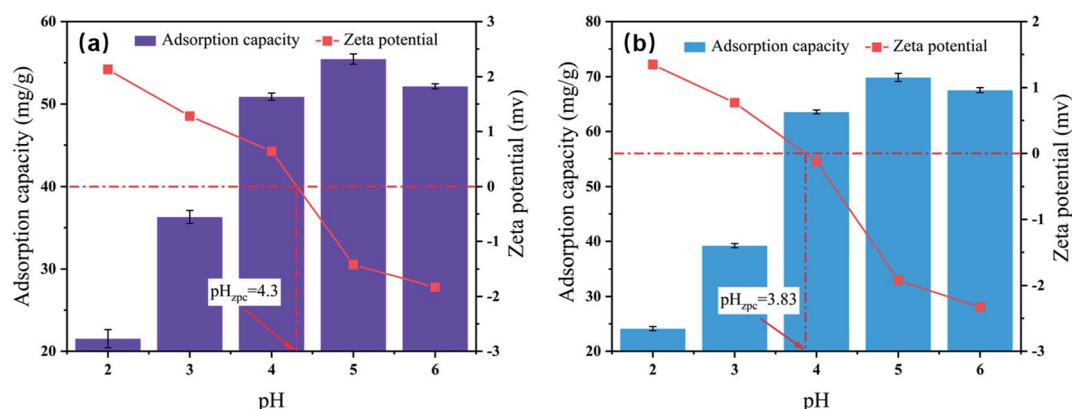 (a)
Adsorption capacity
Zeta potential
Adsorption capacity (mg/g)
60
50
40
30
20
3
2
1
0
-1
-2
-3
Zeta potential (mv)
pHzpc=4.3
2 3 4 5 6
pH
(b)
Adsorption capacity
Zeta potential
Adsorption capacity (mg/g)
80
70
60
50
40
30
20
2
1
0
-1
-2
-3
Zeta potential (mv)
pHzpc=3.83
2 3 4 5 6
pH